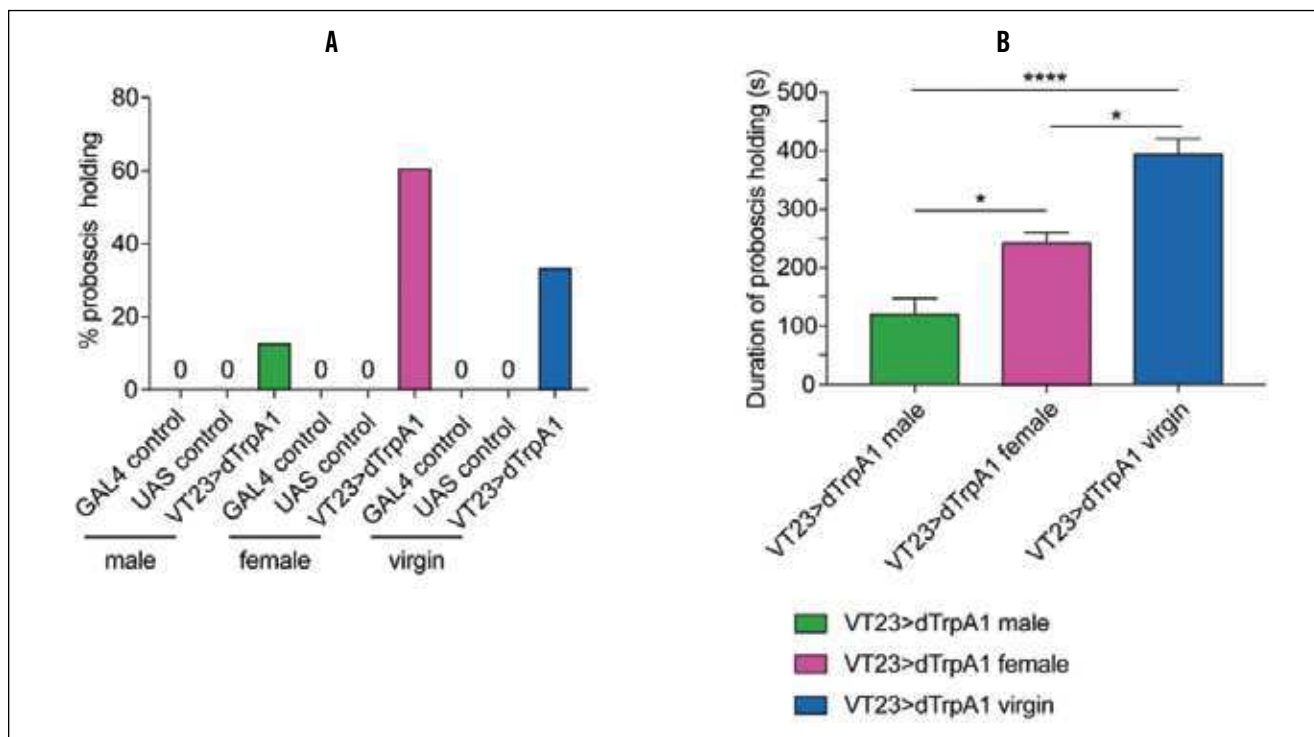 A
80
60
40
20
0
% proboscis holding
0 0 0 0 0 0
GAL4 control
UAS control
VT23>dTrpA1
GAL4 control
UAS control
VT23>dTrpA1
GAL4 control
UAS control
VT23>dTrpA1
male female virgin
B
500
400
300
200
100
0
Duration of proboscis holding (s)
****
*
*
VT23>dTrpA1 male
VT23>dTrpA1 female
VT23>dTrpA1 virgin
VT23>dTrpA1 male
VT23>dTrpA1 female
VT23>dTrpA1 virgin